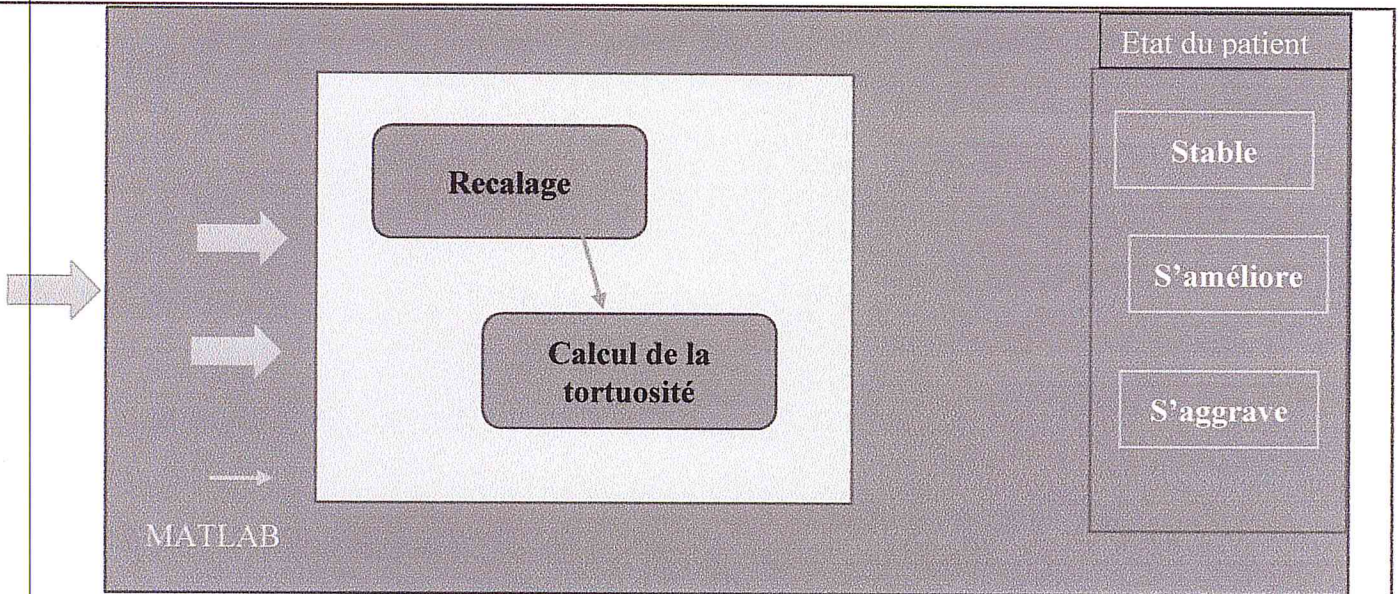 Etat du patient
Stable
Recalage
S'améliore
Calcul de la
tortuosité
S'aggrave
MATLAB